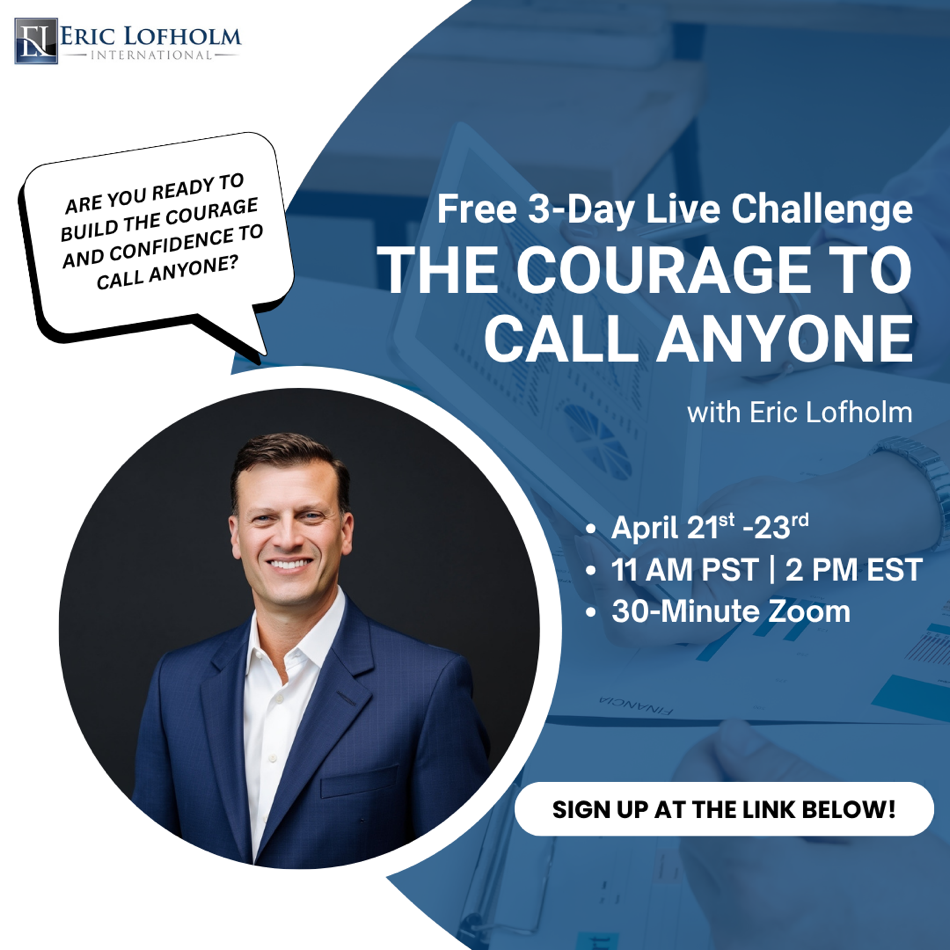 ERIC LOFHOLM
INTERNATIONAL
ARE YOU READY TO
BUILD THE COURAGE
AND CONFIDENCE TO
CALL ANYONE?
Free 3-Day Live Challenge
THE COURAGE TO
CALL ANYONE
with Eric Lofholm
• April 21st -23rd
• 11 AM PST | 2 PM EST
• 30-Minute Zoom
FINANCIA
SIGN UP AT THE LINK BELOW!